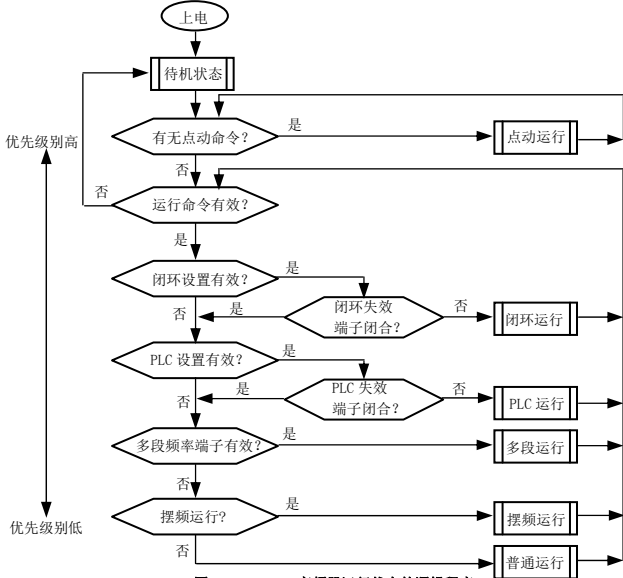 上电
待机状态
有无点动命令?
是
点动运行
优先级别高
否
否
运行命令有效?
是
闭环设置有效?
是
闭环失效
端子闭合?
是
否
否
闭环运行
PLC 设置有效?
是
PLC 失效
端子闭合?
是
否
否
PLC 运行
多段频率端子有效?
是
多段运行
否
摆频运行?
是
摆频运行
优先级别低
否
普通运行